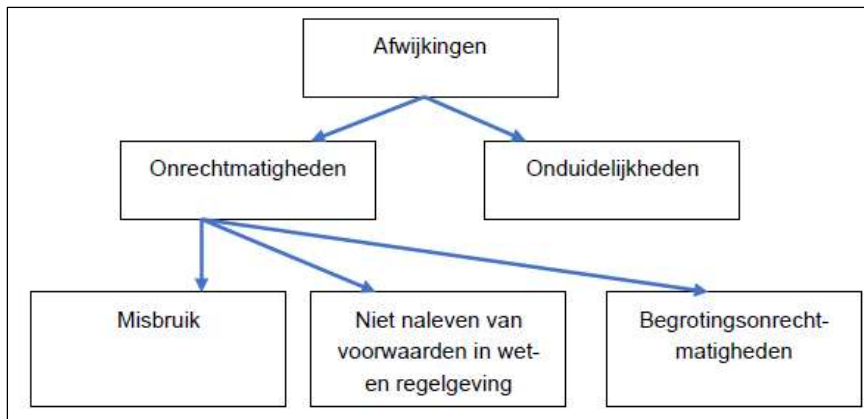 Afwijkingen
Onrechtmatigheden
Onduidelijkheden
Misbruik
Niet naleven van
voorwaarden in wet-
en regelgeving
Begrotingsonrecht-
matigheden